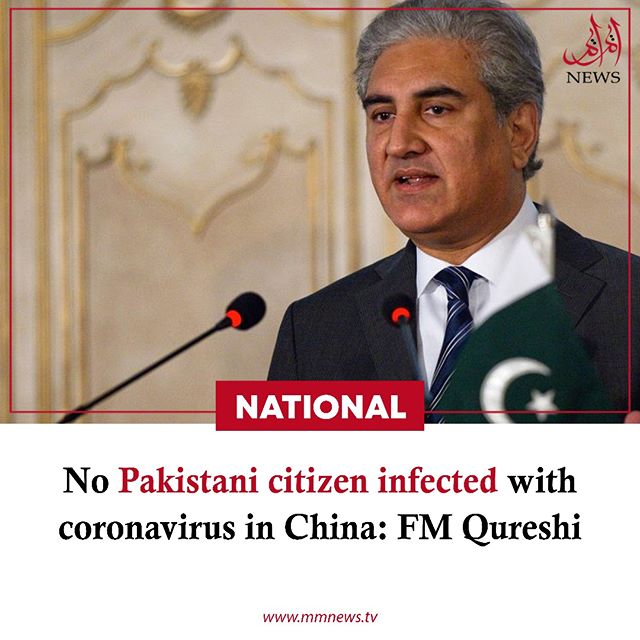 NEWS
NATIONAL
No Pakistani citizen infected with
coronavirus in China: FM Qureshi
www.mmnews.tv